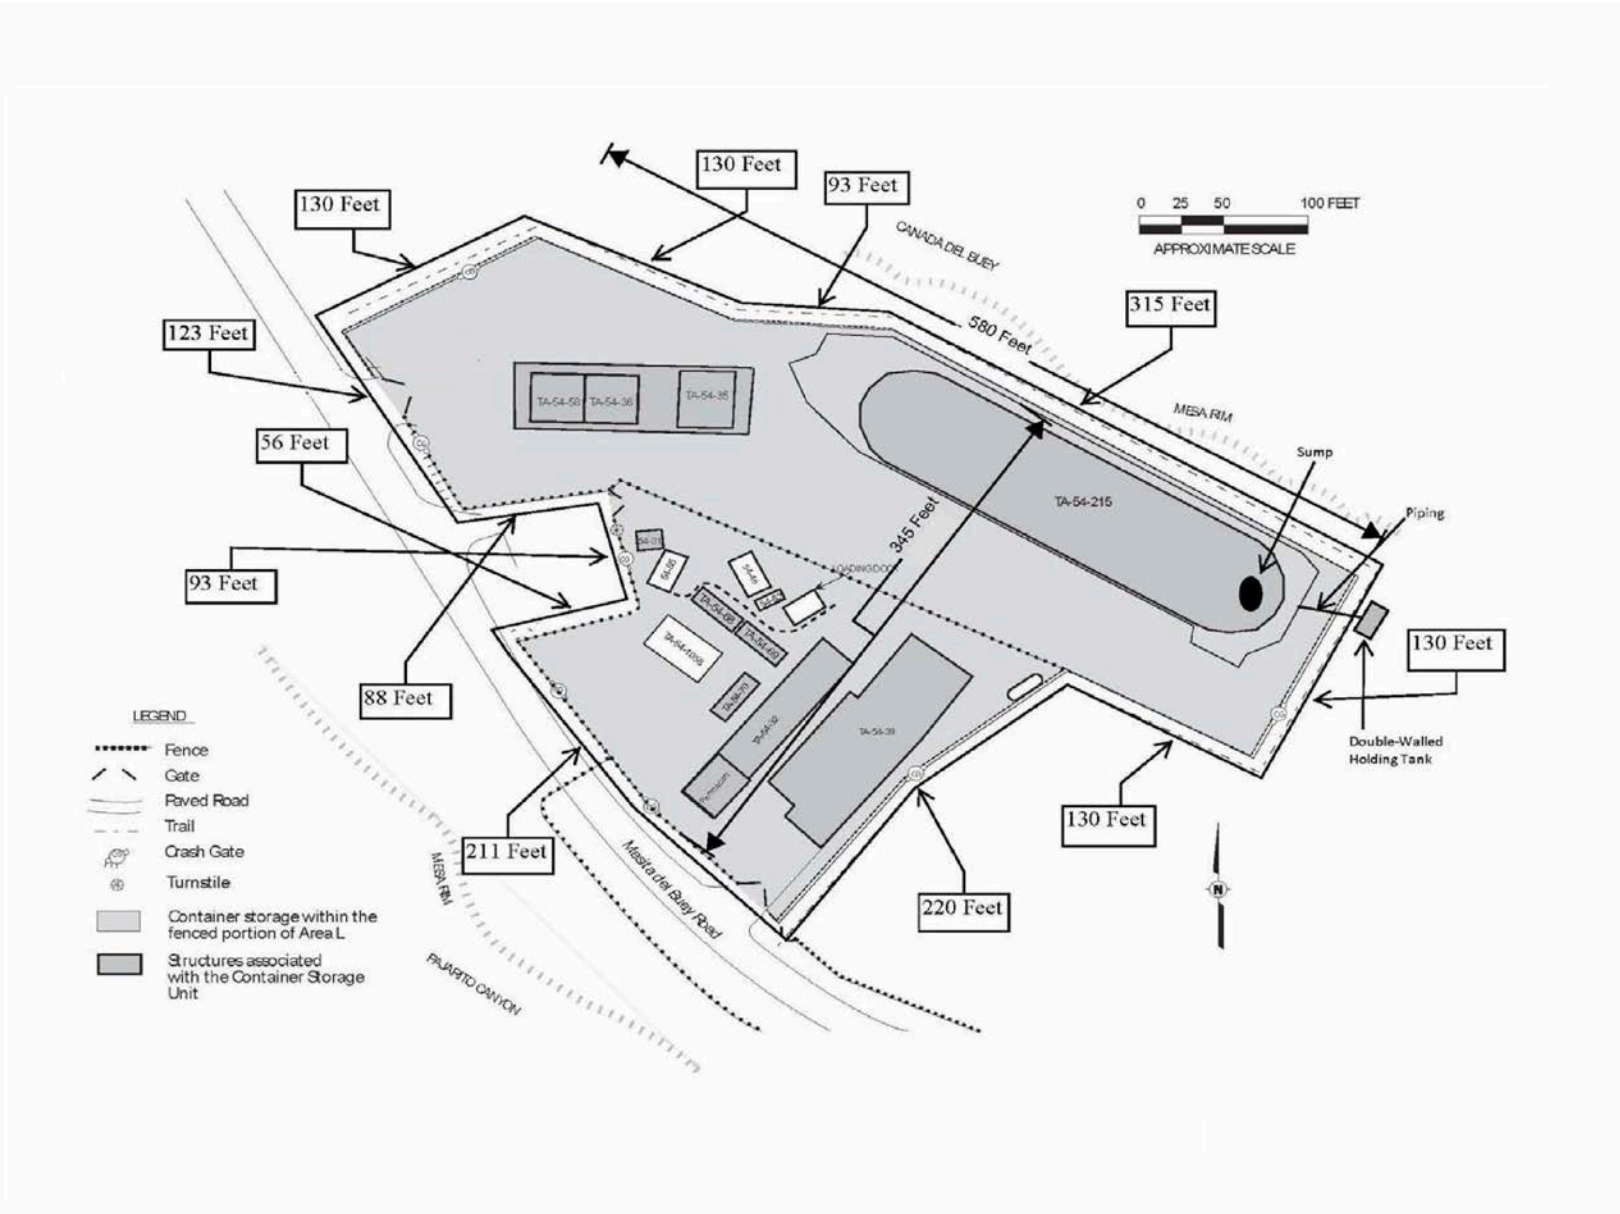 130 Feet
93 Feet
130 Feet
0 25 50 100 FEET
APPROXIMATE SCALE
CANADA DEL BUEY
315 Feet
123 Feet
580 Feet
TA-54-36
TA-54-35
MESA RIM
56 Feet
Sump
TA-54-215
Piping
345 Feet
54-31
LOADING DOCK
93 Feet
TA-54-68
TA-54-69
130 Feet
88 Feet
TA-54-70
LEGEND
TA-54-32
TA-54-39
Double-Walled
Holding Tank
Fence
Gate
Paved Road
Trail
Crash Gate
Turnstile
Container storage within the
fenced portion of Area L
Structures associated
with the Container Storage
Unit
130 Feet
211 Feet
MESA RIM
Mesita del Buey Road
220 Feet
N
PAJARITO CANYON